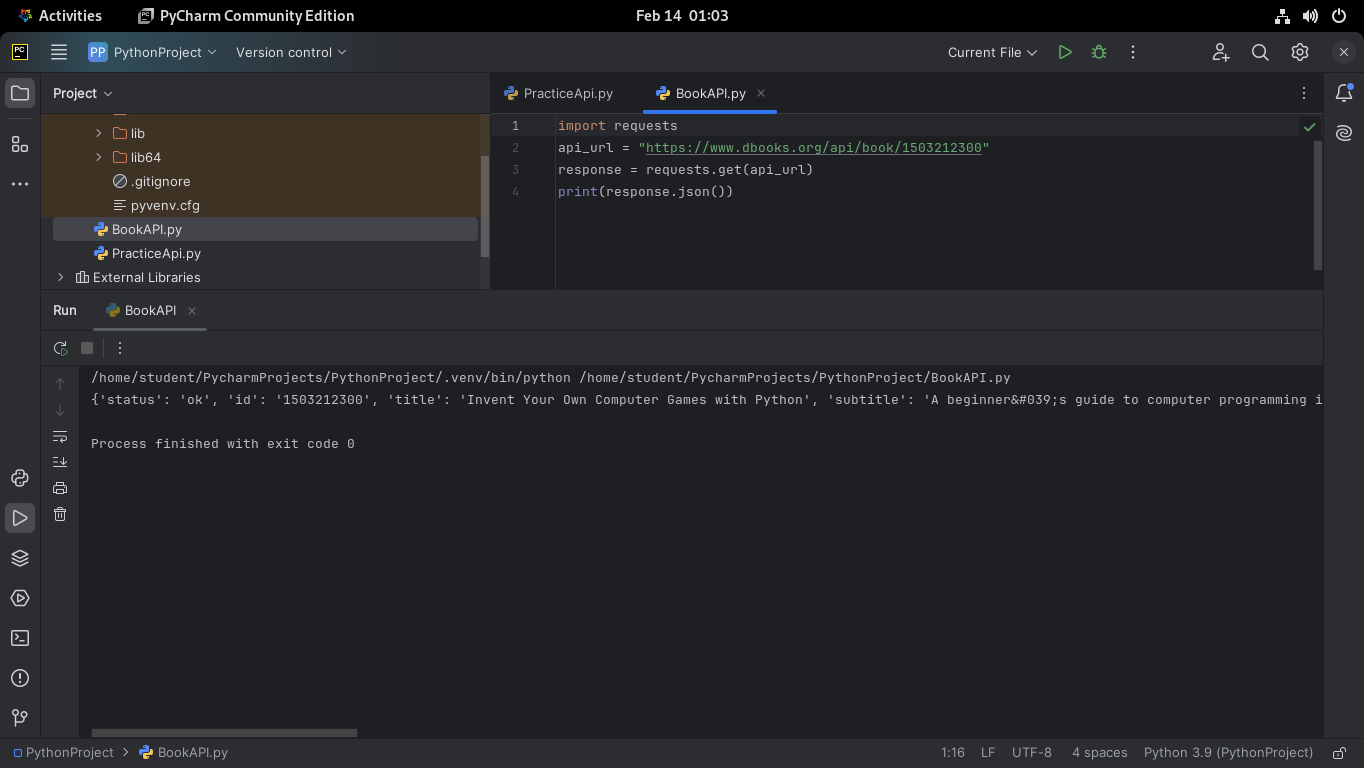 Activities PyCharm Community Edition Feb 14 01:03
PC PP PythonProject Version control Current File
Project PracticeApi.py BookAPI.py
lib
lib64
.gitignore
pyvenv.cfg
BookAPI.py
PracticeApi.py
External Libraries
1 import requests
2 api_url = "https://www.dbooks.org/api/book/1503212300"
3 response = requests.get(api_url)
4 print(response.json())
Run BookAPI
/home/student/PycharmProjects/PythonProject/.venv/bin/python /home/student/PycharmProjects/PythonProject/BookAPI.py
{'status': 'ok', 'id': '1503212300', 'title': 'Invent Your Own Computer Games with Python', 'subtitle': 'A beginner&#039;s guide to computer programming i
Process finished with exit code 0
PythonProject BookAPI.py 1:16 LF UTF-8 4 spaces Python 3.9 (PythonProject)